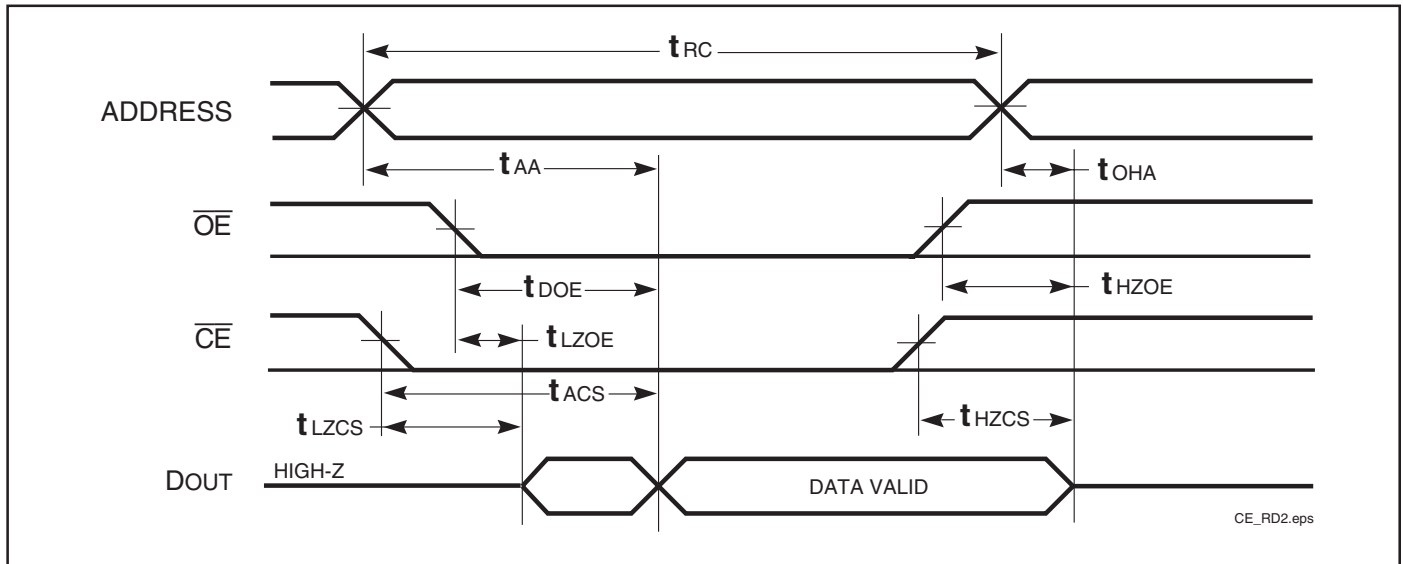 tRC
ADDRESS
tAA
tOHA
OE
tDOE
tHZOE
CE
tLZOE
tACS
tLZCS
tHZCS
DOUT
HIGH-Z
DATA VALID
CE_RD2.eps